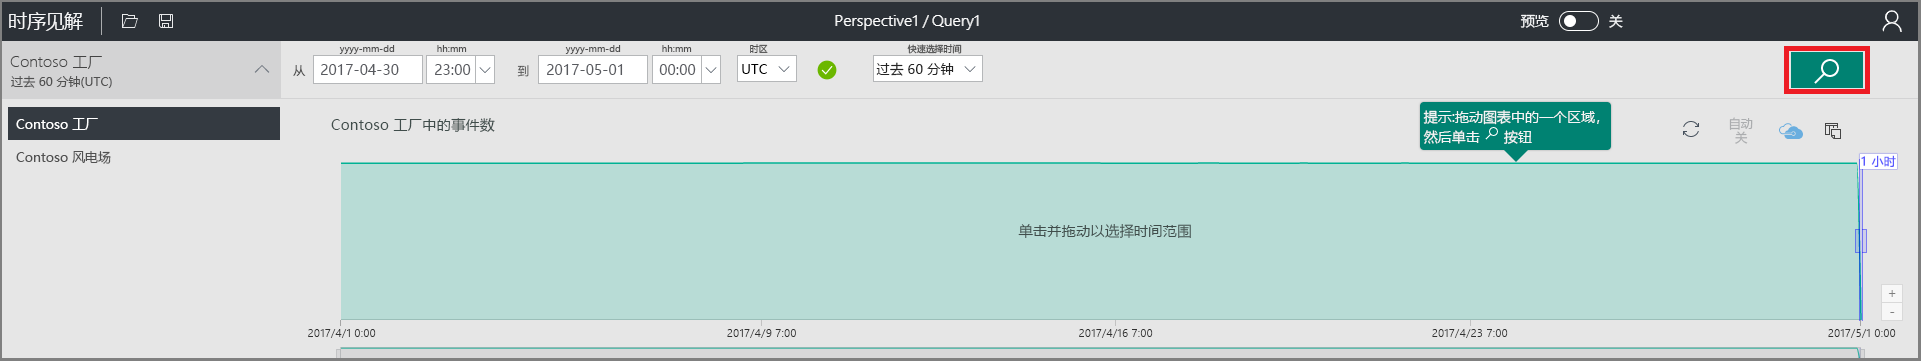 时序见解
Perspective1 / Query1
预览 关
Contoso 工厂
过去 60 分钟(UTC)
yyyy-mm-dd hh:mm yyyy-mm-dd hh:mm 时区 快速选择时间
从 2017-04-30 23:00 到 2017-05-01 00:00 UTC 过去 60 分钟
Contoso 工厂
Contoso 风电场
Contoso 工厂中的事件数
提示:拖动图表中的一个区域,
然后单击 按钮
自动
关
1 小时
单击并拖动以选择时间范围
+
-
2017/4/1 0:00 2017/4/9 7:00 2017/4/16 7:00 2017/4/23 7:00 2017/5/1 0:00